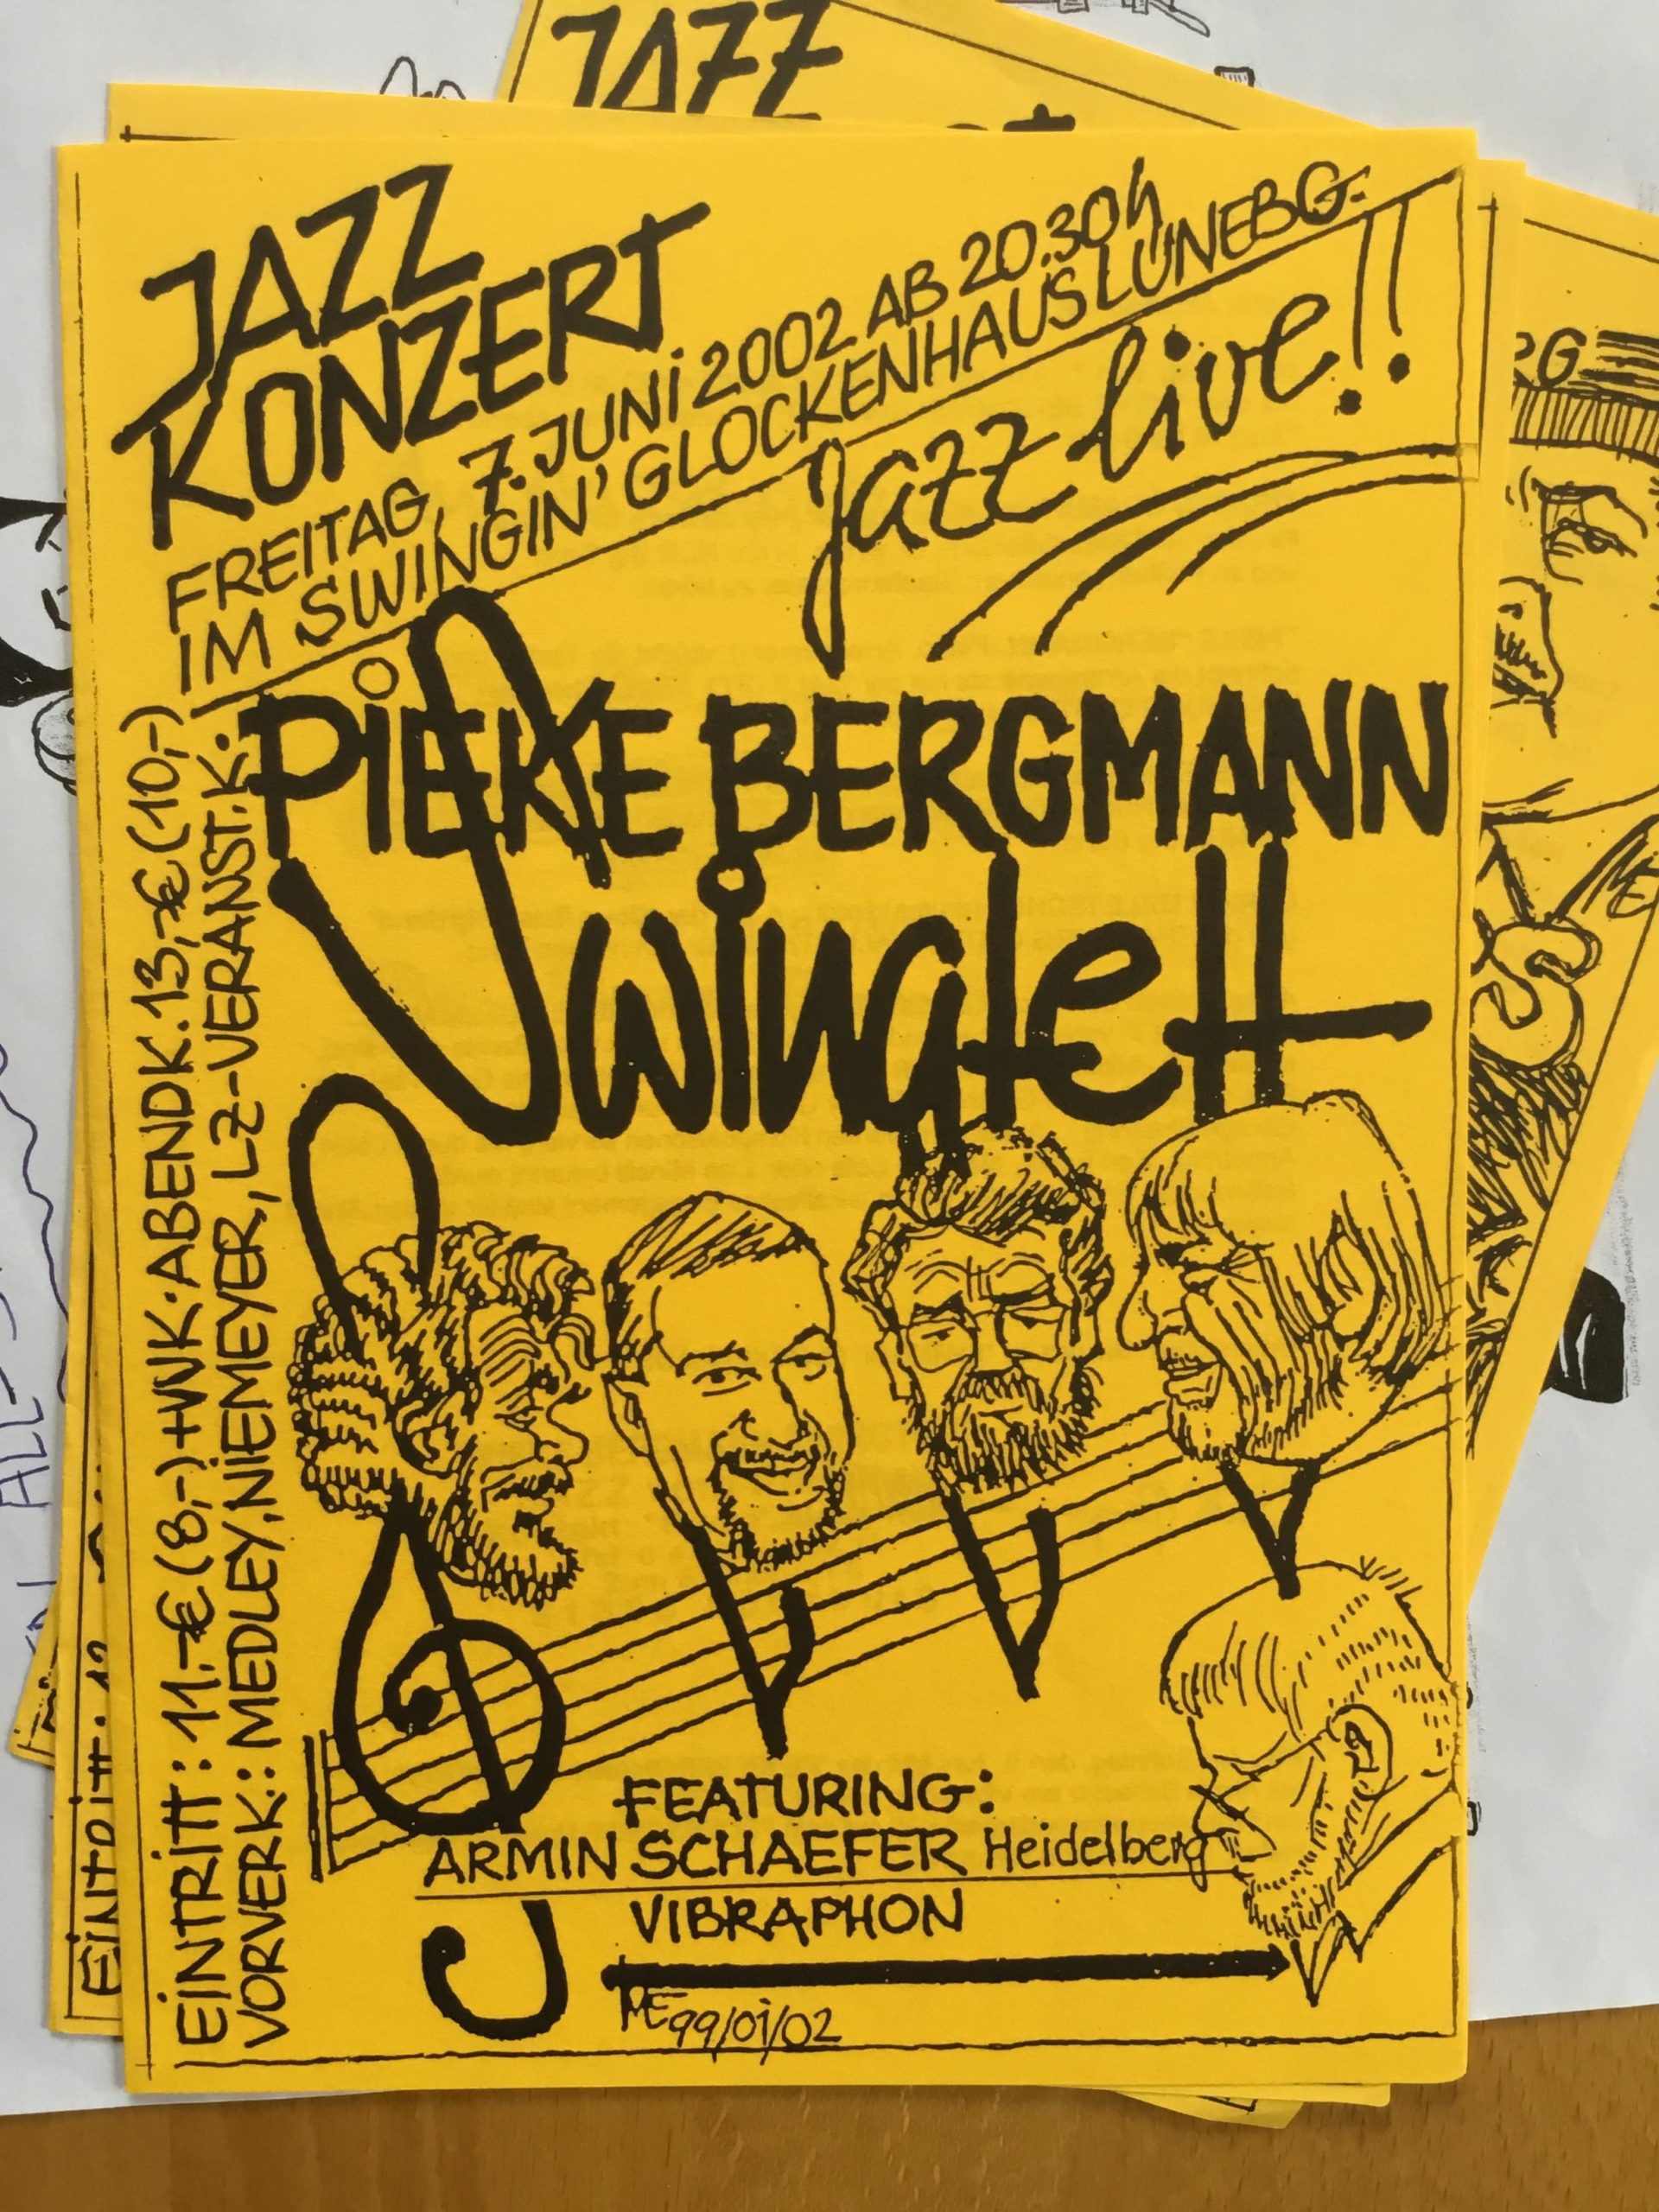 JAZZ
JAZZ
KONZERT
FREITAG, 7. JUNI 2002 AB 20.30h
IM SWINGIN' GLOCKENHAUS LÜNEBG.
Jazz live!!
PIEKE BERGMANN
Swingtett
EINTRITT: 11,-€ (8,-) + VVK · ABENDK. 13,-€ (10,-)
VORVERK.: MEDLEY, NIEMEYER, LZ-VERANST.K.
FEATURING:
ARMIN SCHAEFER Heidelberg
VIBRAPHON
99/01/02
EINTRITT:
RG